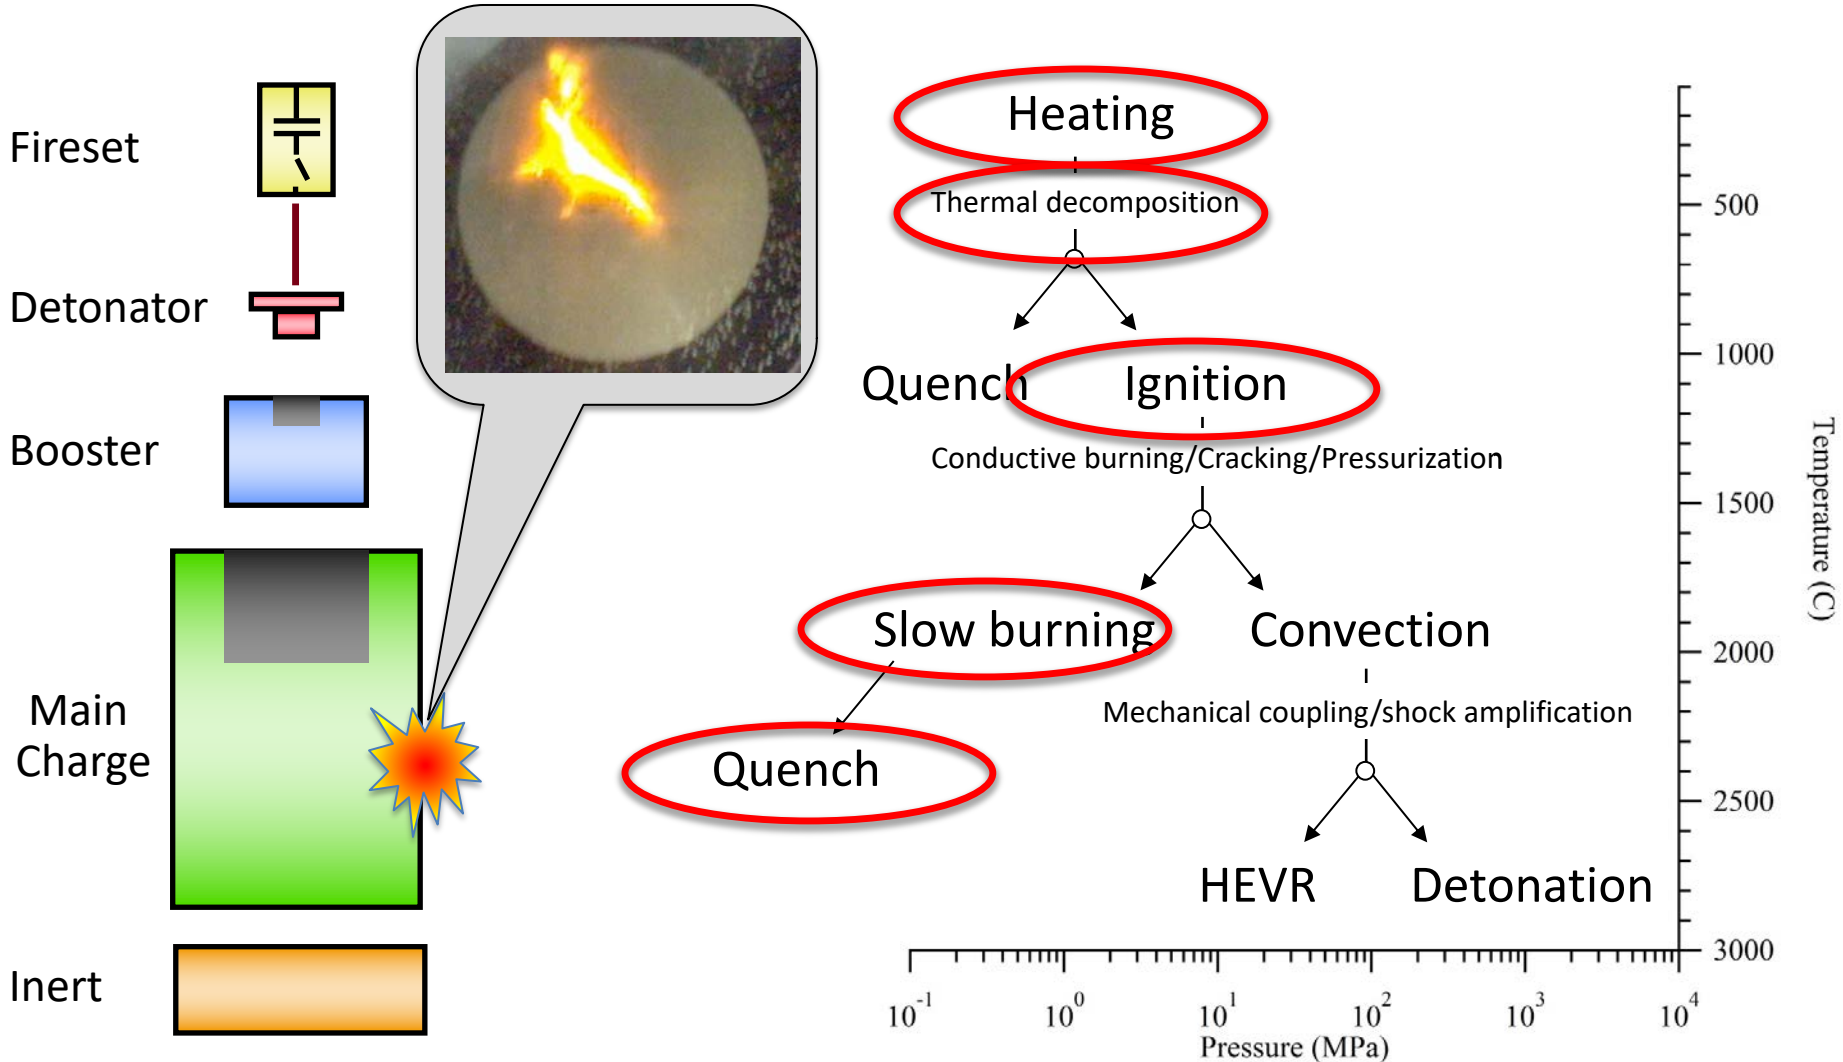 Fireset
Detonator
Booster
Main
Charge
Inert
Heating
Thermal decomposition
Quench
Ignition
Conductive burning/Cracking/Pressurization
Slow burning
Convection
Mechanical coupling/shock amplification
Quench
HEVR
Detonation
500
1000
1500
2000
2500
3000
Temperature (C)
10^-1
10^0
10^1
10^2
10^3
10^4
Pressure (MPa)